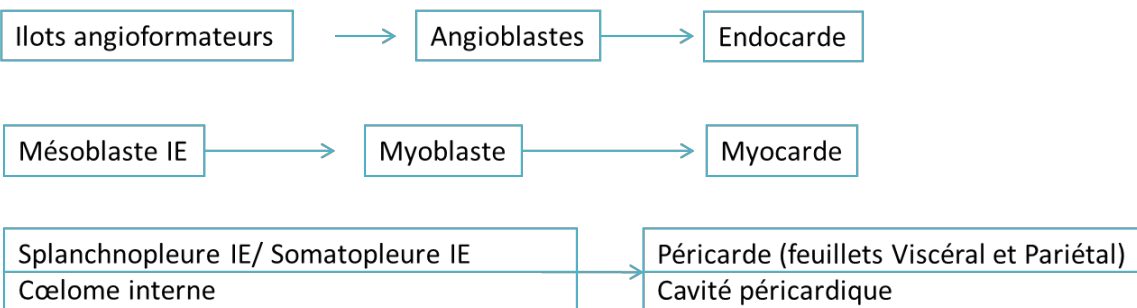 Ilots angioformateurs Angioblastes Endocarde
Mésoblaste IE Myoblaste Myocarde
Splanchnopleure IE/ Somatopleure IE Péricarde (feuillets Viscéral et Pariétal)
Cœlome interne Cavité péricardique